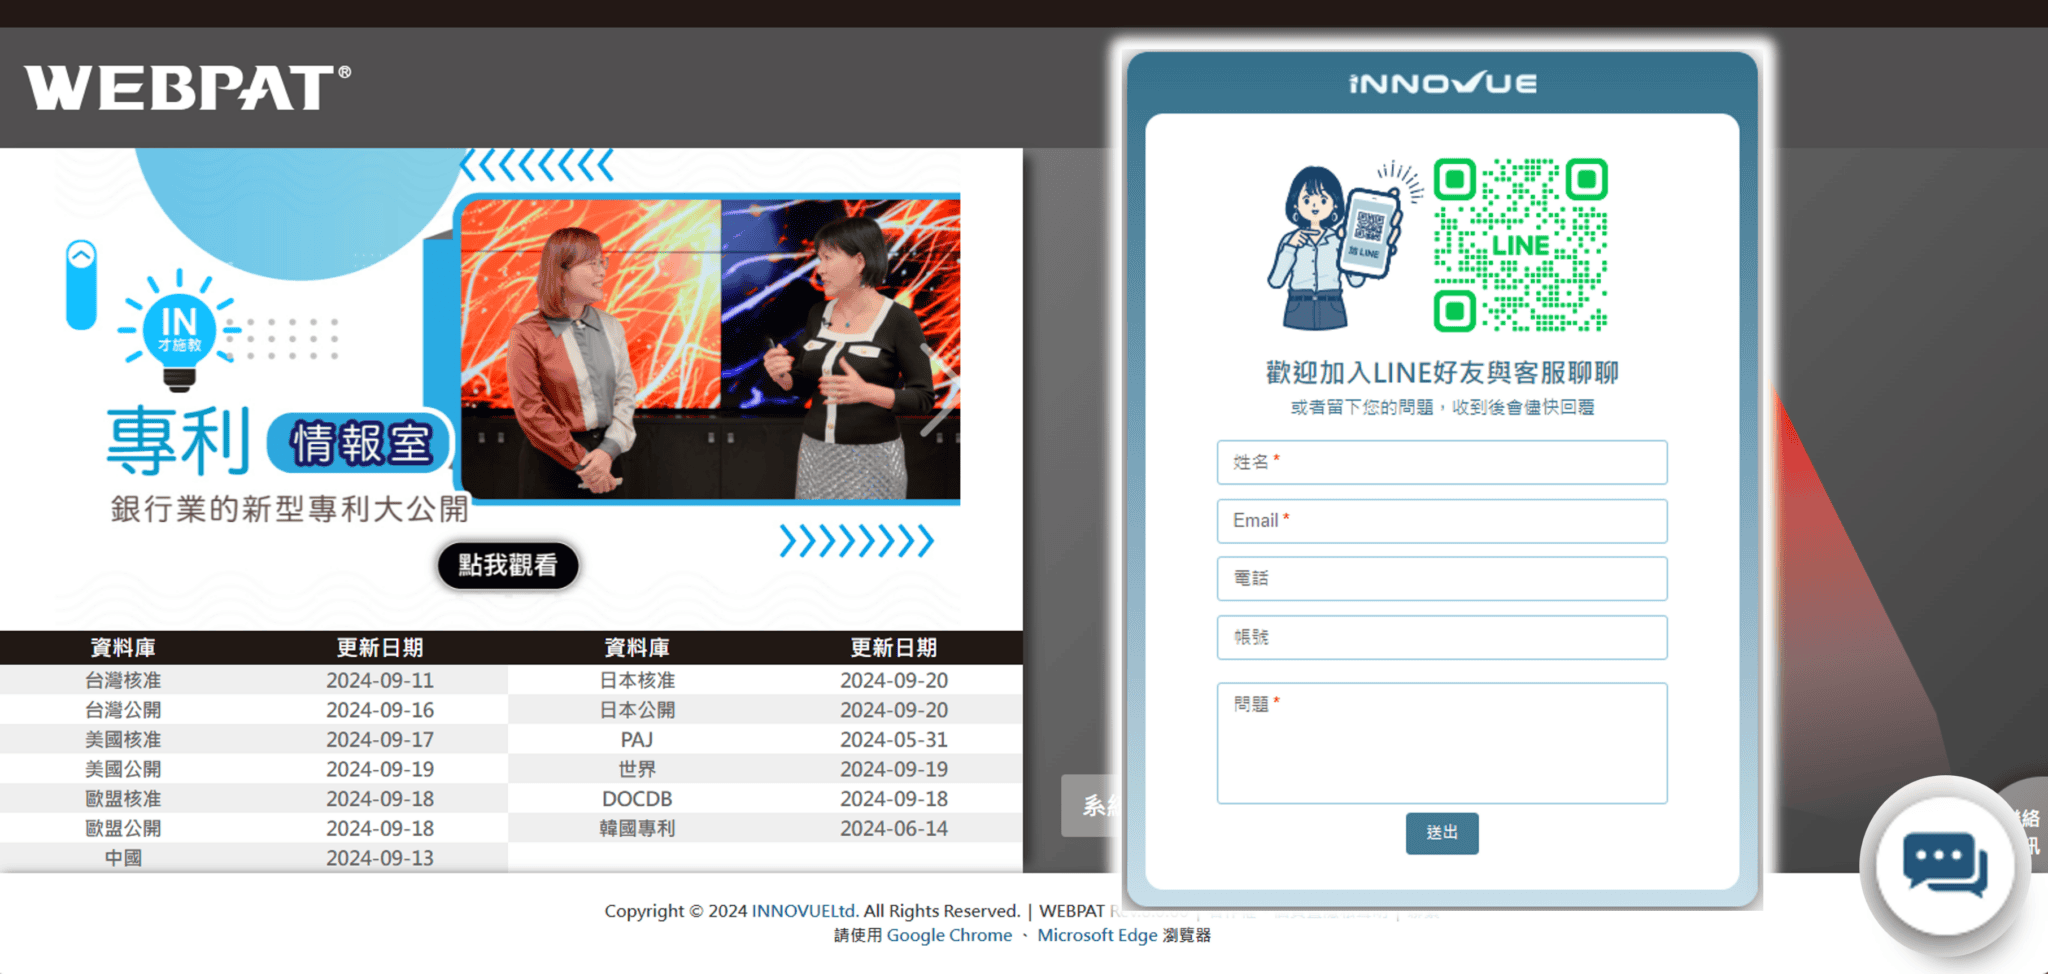 WEBPAT®
IN
才施教
專利 情報室
銀行業的新型專利大公開
點我觀看
資料庫 更新日期 資料庫 更新日期
台灣核准 2024-09-11 日本核准 2024-09-20
台灣公開 2024-09-16 日本公開 2024-09-20
美國核准 2024-09-17 PAJ 2024-05-31
美國公開 2024-09-19 世界 2024-09-19
歐盟核准 2024-09-18 DOCDB 2024-09-18
歐盟公開 2024-09-18 韓國專利 2024-06-14
中國 2024-09-13
iNNOVUE
LINE
LINE
歡迎加入LINE好友與客服聊聊
或者留下您的問題，收到後會儘快回覆
姓名 *
Email *
電話
帳號
問題 *
送出
系
絡
Copyright © 2024 INNOVUELtd. All Rights Reserved. | WEBPAT
請使用 Google Chrome 、 Microsoft Edge 瀏覽器